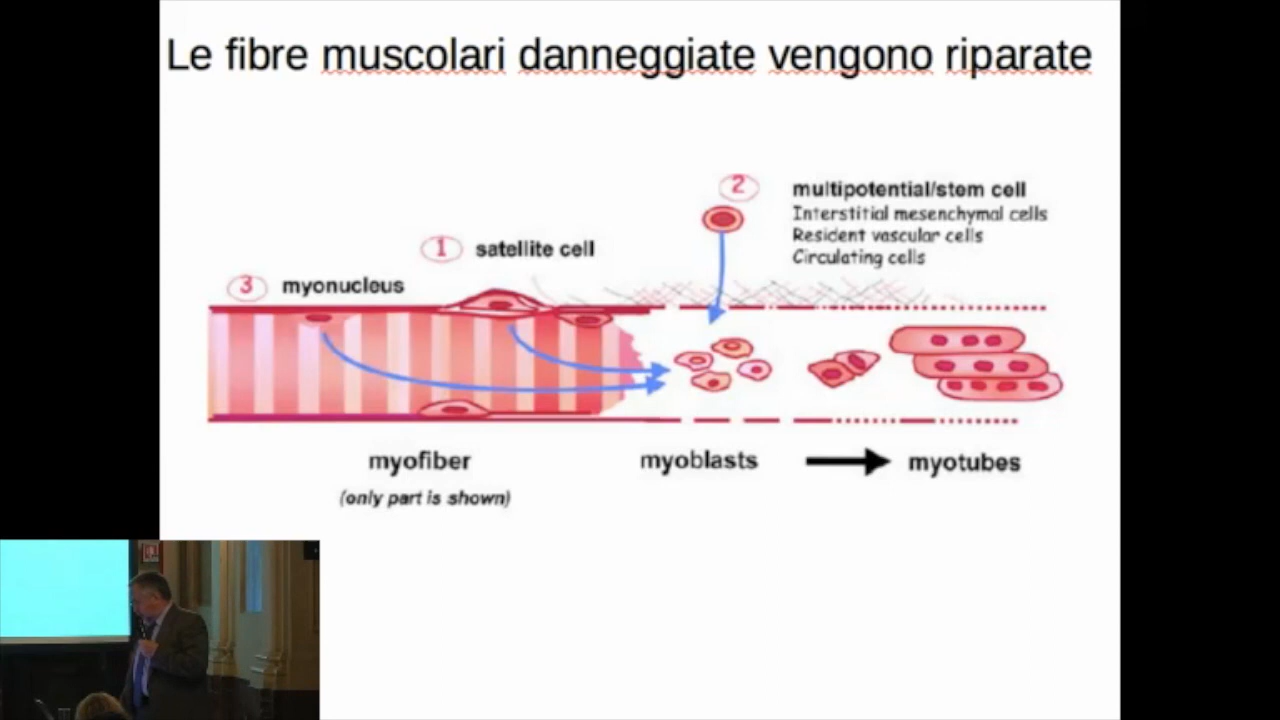 Le fibre muscolari danneggiate vengono riparate
2
multipotential/stem cell
Interstitial mesenchymal cells
Resident vascular cells
Circulating cells
1 satellite cell
3 myonucleus
myofiber
(only part is shown)
myoblasts
myotubes